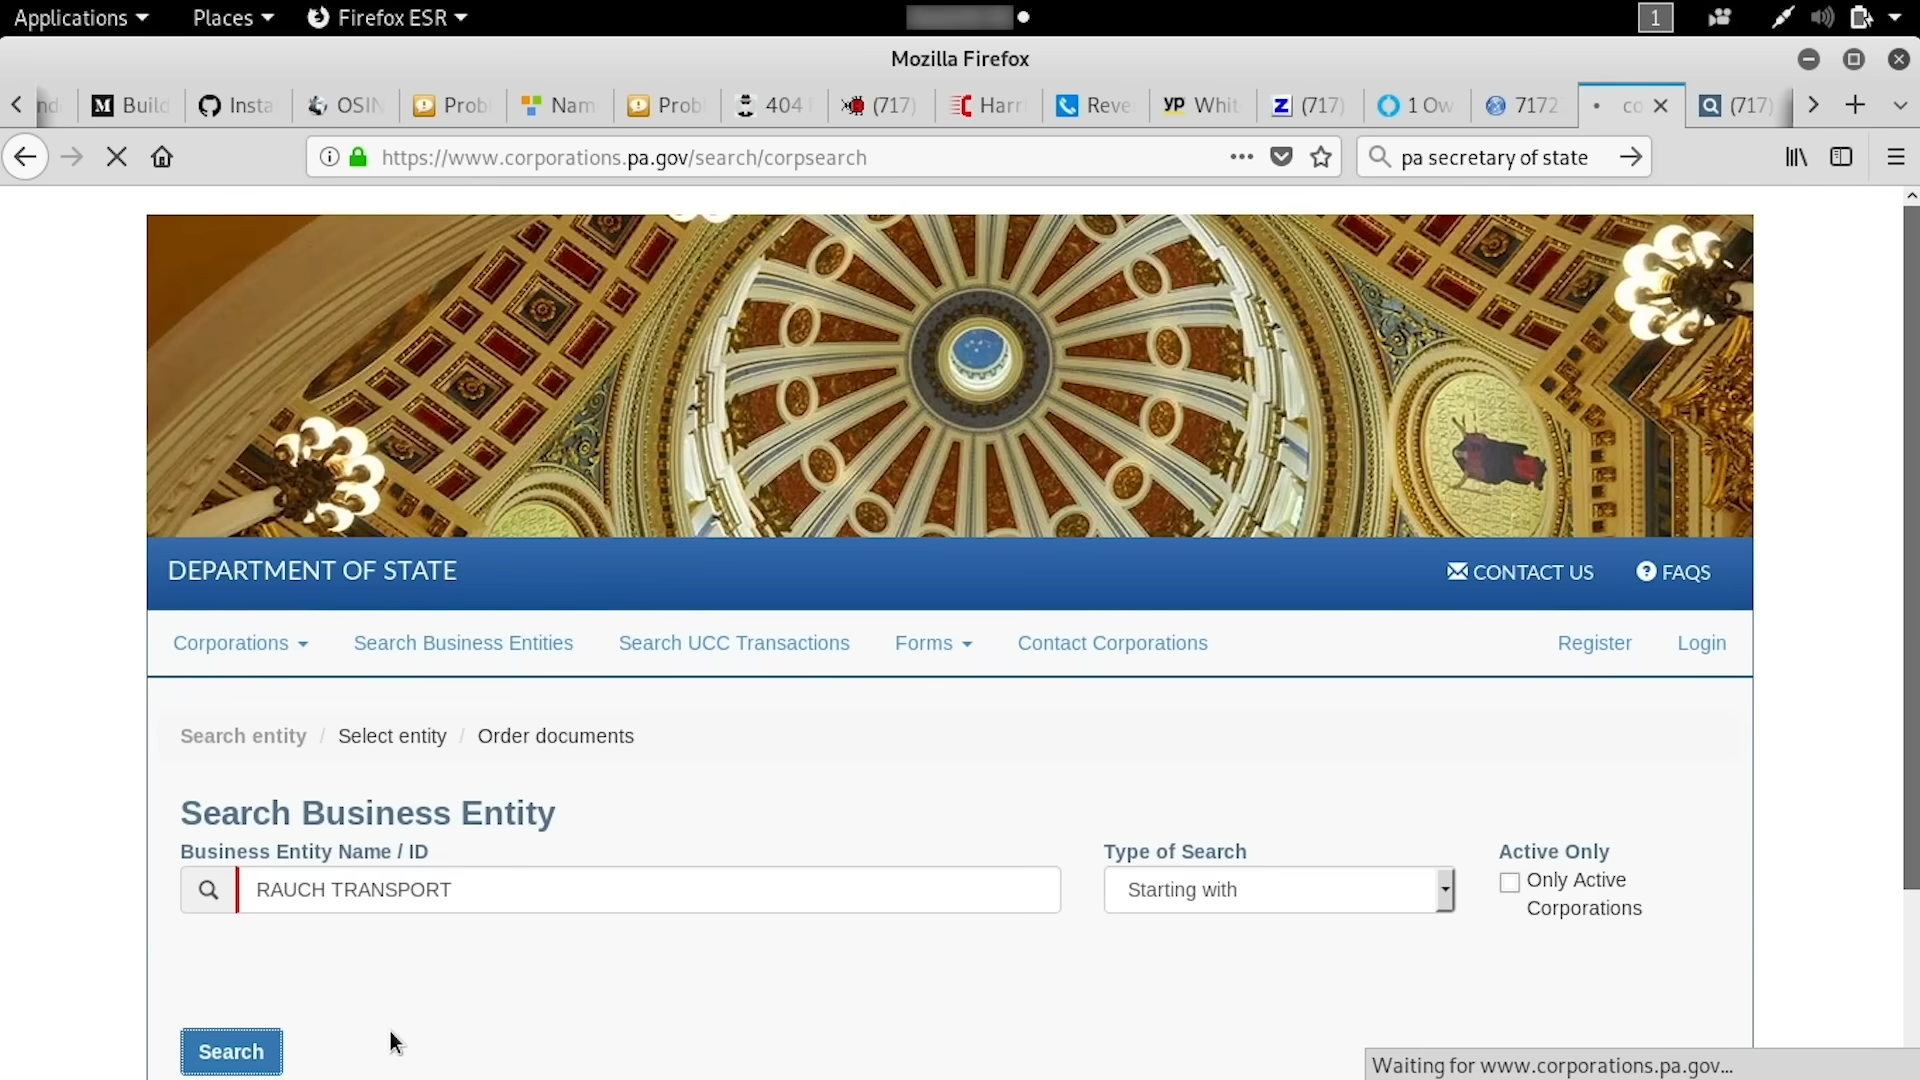 Applications Places Firefox ESR 1
Mozilla Firefox
Build Insta OSIN Prob Nam Prob 404 (717) Harr Reve YP Whit Z (717) 1 Ow 7172 co (717)
https://www.corporations.pa.gov/search/corpsearch pa secretary of state
DEPARTMENT OF STATE CONTACT US FAQS
Corporations Search Business Entities Search UCC Transactions Forms Contact Corporations Register Login
Search entity / Select entity / Order documents
Search Business Entity
Business Entity Name / ID Type of Search Active Only
RAUCH TRANSPORT Starting with Only Active
Corporations
Search
Waiting for www.corporations.pa.gov...